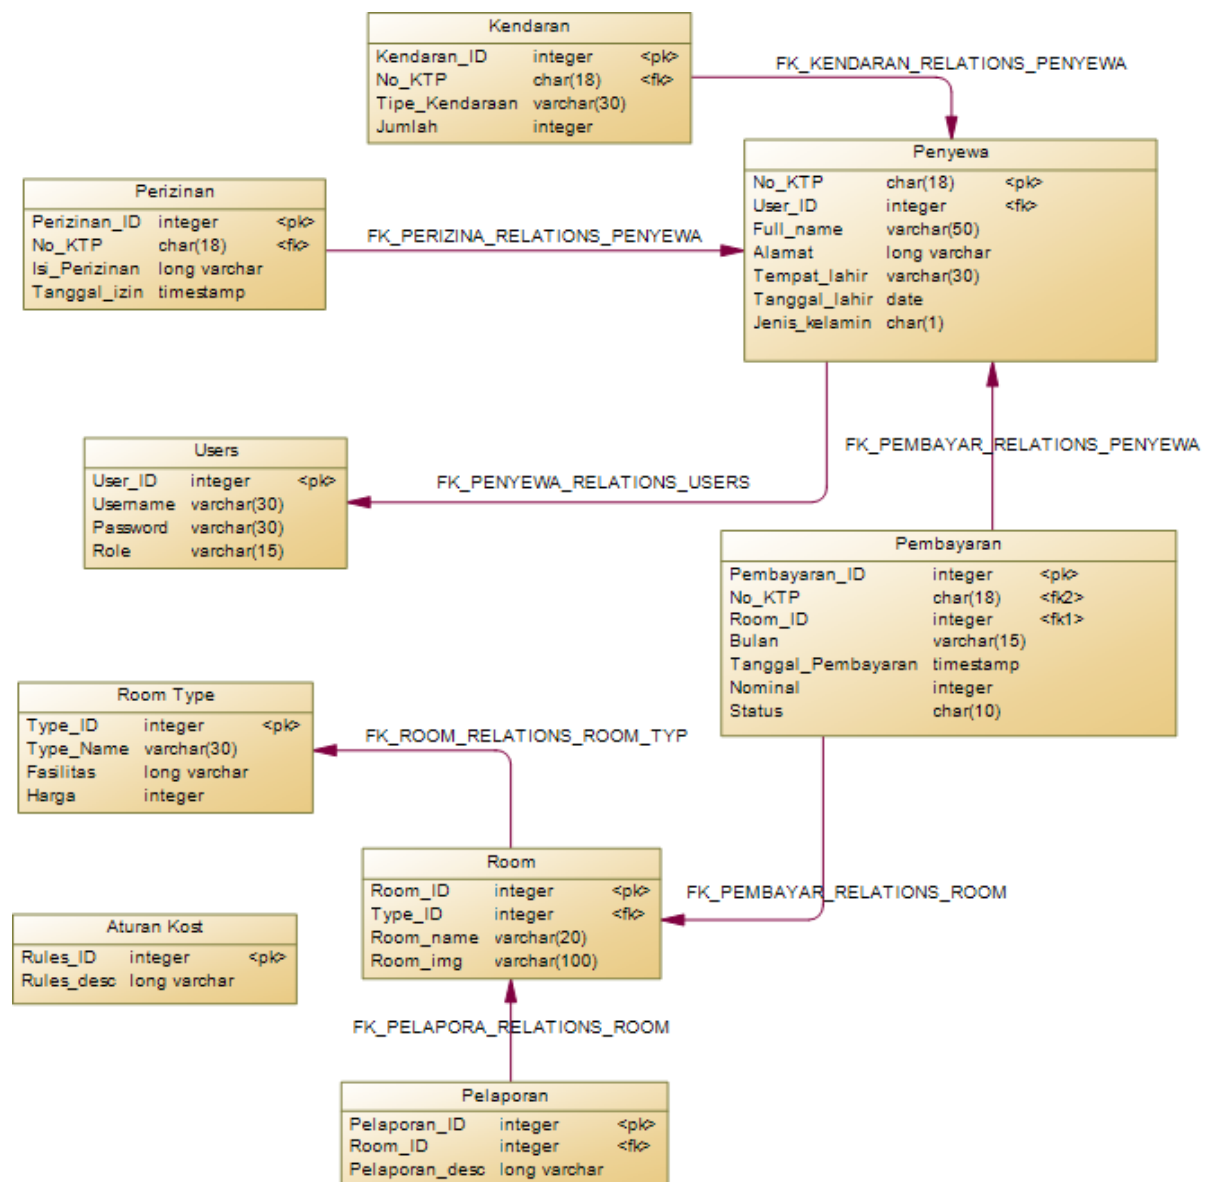 Kendaran
Kendaran_ID integer <pk>
No_KTP char(18) <fk>
Tipe_Kendaraan varchar(30)
Jumlah integer
FK_KENDARAN_RELATIONS_PENYEWA
Penyewa
No_KTP char(18) <pk>
User_ID integer <fk>
Full_name varchar(50)
Alamat long varchar
Tempat_lahir varchar(30)
Tanggal_lahir date
Jenis_kelamin char(1)
Perizinan
Perizinan_ID integer <pk>
No_KTP char(18) <fk>
Isi_Perizinan long varchar
Tanggal_izin timestamp
FK_PERIZINA_RELATIONS_PENYEWA
FK_PEMBAYAR_RELATIONS_PENYEWA
Users
User_ID integer <pk>
Username varchar(30)
Password varchar(30)
Role varchar(15)
FK_PENYEWA_RELATIONS_USERS
Pembayaran
Pembayaran_ID integer <pk>
No_KTP char(18) <fk2>
Room_ID integer <fk1>
Bulan varchar(15)
Tanggal_Pembayaran timestamp
Nominal integer
Status char(10)
Room Type
Type_ID integer <pk>
Type_Name varchar(30)
Fasilitas long varchar
Harga integer
FK_ROOM_RELATIONS_ROOM_TYP
Room
Room_ID integer <pk>
Type_ID integer <fk>
Room_name varchar(20)
Room_img varchar(100)
FK_PEMBAYAR_RELATIONS_ROOM
Aturan Kost
Rules_ID integer <pk>
Rules_desc long varchar
FK_PELAPORA_RELATIONS_ROOM
Pelaporan
Pelaporan_ID integer <pk>
Room_ID integer <fk>
Pelaporan_desc long varchar